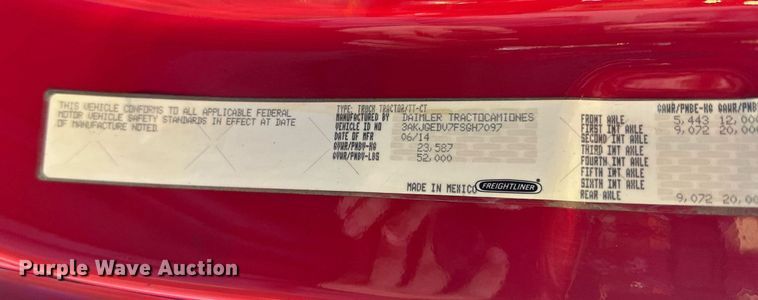 THIS VEHICLE CONFORMS TO ALL APPLICABLE FEDERAL
MOTOR VEHICLE SAFETY STANDARDS IN EFFECT AT DATE
OF MANUFACTURE NOTED.
TYPE: TRUCK TRACTOR/TT-CT
MANUFACTURED BY DAIMLER TRACTOCAMIONES
VEHICLE ID NO 3AKJGEDV7FSGH7097
DATE OF MFR 06/14
GVWR/PNBV-KG 23,587
GVWR/PNBV-LBS 52,000
MADE IN MEXICO FREIGHTLINER
GAWR/PNBE-KG GAWR/PNB
FRONT AXLE 5,443 12,00
FIRST INT AXLE 9,072 20,00
SECOND INT AXLE
THIRD INT AXLE
FOURTH INT AXLE
FIFTH INT AXLE
SIXTH INT AXLE
REAR AXLE 9,072 20,00
Purple Wave Auction